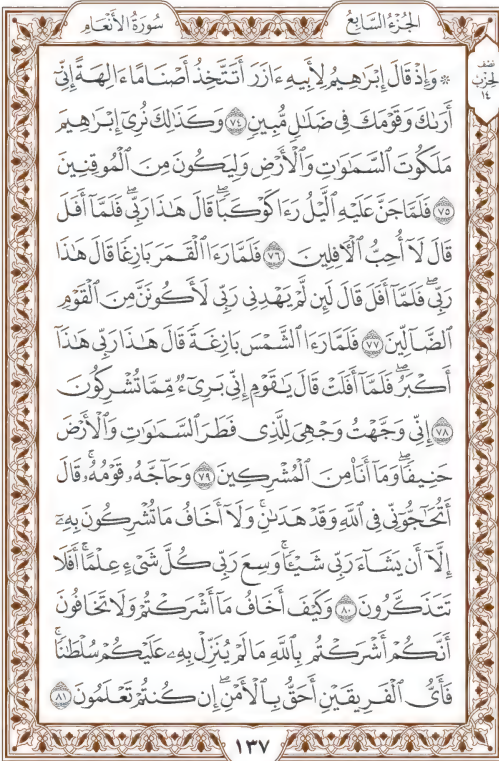 الجزء السابع
سورة الأنعام
نصف
الحزب
١٤
۞ وَإِذْ قَالَ إِبْرَٰهِيمُ لِأَبِيهِ ءَازَرَ أَتَتَّخِذُ أَصْنَامًا ءَالِهَةً إِنِّىٓ
أَرَىٰكَ وَقَوْمَكَ فِى ضَلَٰلٍ مُّبِينٍ ٧٤ وَكَذَٰلِكَ نُرِىٓ إِبْرَٰهِيمَ
مَلَكُوتَ ٱلسَّمَٰوَٰتِ وَٱلْأَرْضِ وَلِيَكُونَ مِنَ ٱلْمُوقِنِينَ
٧٥ فَلَمَّا جَنَّ عَلَيْهِ ٱلَّيْلُ رَءَا كَوْكَبًا ۖ قَالَ هَٰذَا رَبِّى ۖ فَلَمَّآ أَفَلَ
قَالَ لَآ أُحِبُّ ٱلْءَافِلِينَ ٧٦ فَلَمَّا رَءَا ٱلْقَمَرَ بَازِغًا قَالَ هَٰذَا
رَبِّى ۖ فَلَمَّآ أَفَلَ قَالَ لَئِن لَّمْ يَهْدِنِى رَبِّى لَأَكُونَنَّ مِنَ ٱلْقَوْمِ
ٱلضَّآلِّينَ ٧٧ فَلَمَّا رَءَا ٱلشَّمْسَ بَازِغَةً قَالَ هَٰذَا رَبِّى هَٰذَآ
أَكْبَرُ ۖ فَلَمَّآ أَفَلَتْ قَالَ يَٰقَوْمِ إِنِّى بَرِىٓءٌ مِّمَّا تُشْرِكُونَ
٧٨ إِنِّى وَجَّهْتُ وَجْهِىَ لِلَّذِى فَطَرَ ٱلسَّمَٰوَٰتِ وَٱلْأَرْضَ
حَنِيفًا ۖ وَمَآ أَنَا۠ مِنَ ٱلْمُشْرِكِينَ ٧٩ وَحَآجَّهُۥ قَوْمُهُۥ ۚ قَالَ
أَتُحَٰٓجُّوٓنِّى فِى ٱللَّهِ وَقَدْ هَدَىٰنِ ۚ وَلَآ أَخَافُ مَا تُشْرِكُونَ بِهِۦٓ
إِلَّآ أَن يَشَآءَ رَبِّى شَيْـًٔا ۗ وَسِعَ رَبِّى كُلَّ شَىْءٍ عِلْمًا ۗ أَفَلَا
تَتَذَكَّرُونَ ٨٠ وَكَيْفَ أَخَافُ مَآ أَشْرَكْتُمْ وَلَا تَخَافُونَ
أَنَّكُمْ أَشْرَكْتُم بِٱللَّهِ مَا لَمْ يُنَزِّلْ بِهِۦ عَلَيْكُمْ سُلْطَٰنًا ۚ
فَأَىُّ ٱلْفَرِيقَيْنِ أَحَقُّ بِٱلْأَمْنِ ۖ إِن كُنتُمْ تَعْلَمُونَ ٨١
١٣٧